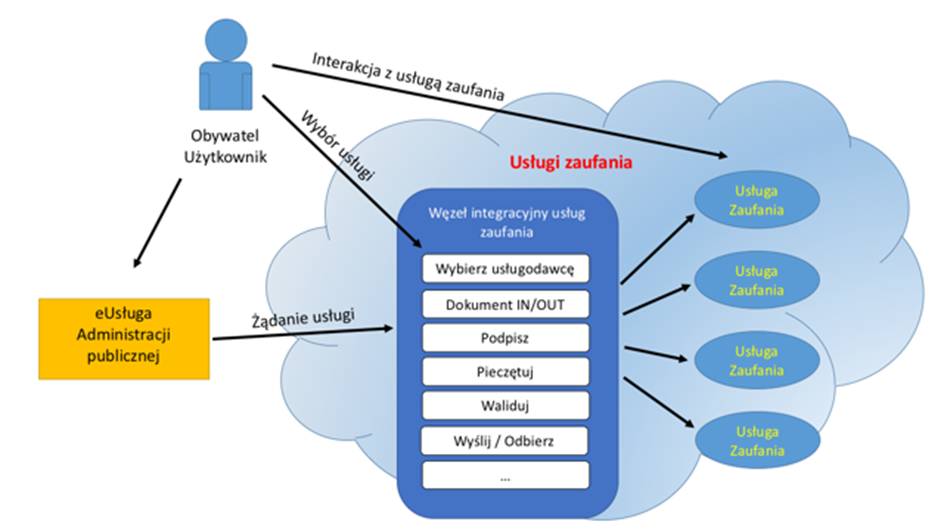 Interakcja z usługą zaufania
Wybór usługi
Obywatel
Użytkownik
Usługi zaufania
Usługa
Zaufania
Węzeł integracyjny usług
zaufania
Wybierz usługodawcę
Usługa
Zaufania
eUsługa
Administracji
publicznej
Żądanie usługi
Dokument IN/OUT
Podpisz
Usługa
Zaufania
Pieczętuj
Waliduj
Usługa
Zaufania
Wyślij / Odbierz
...